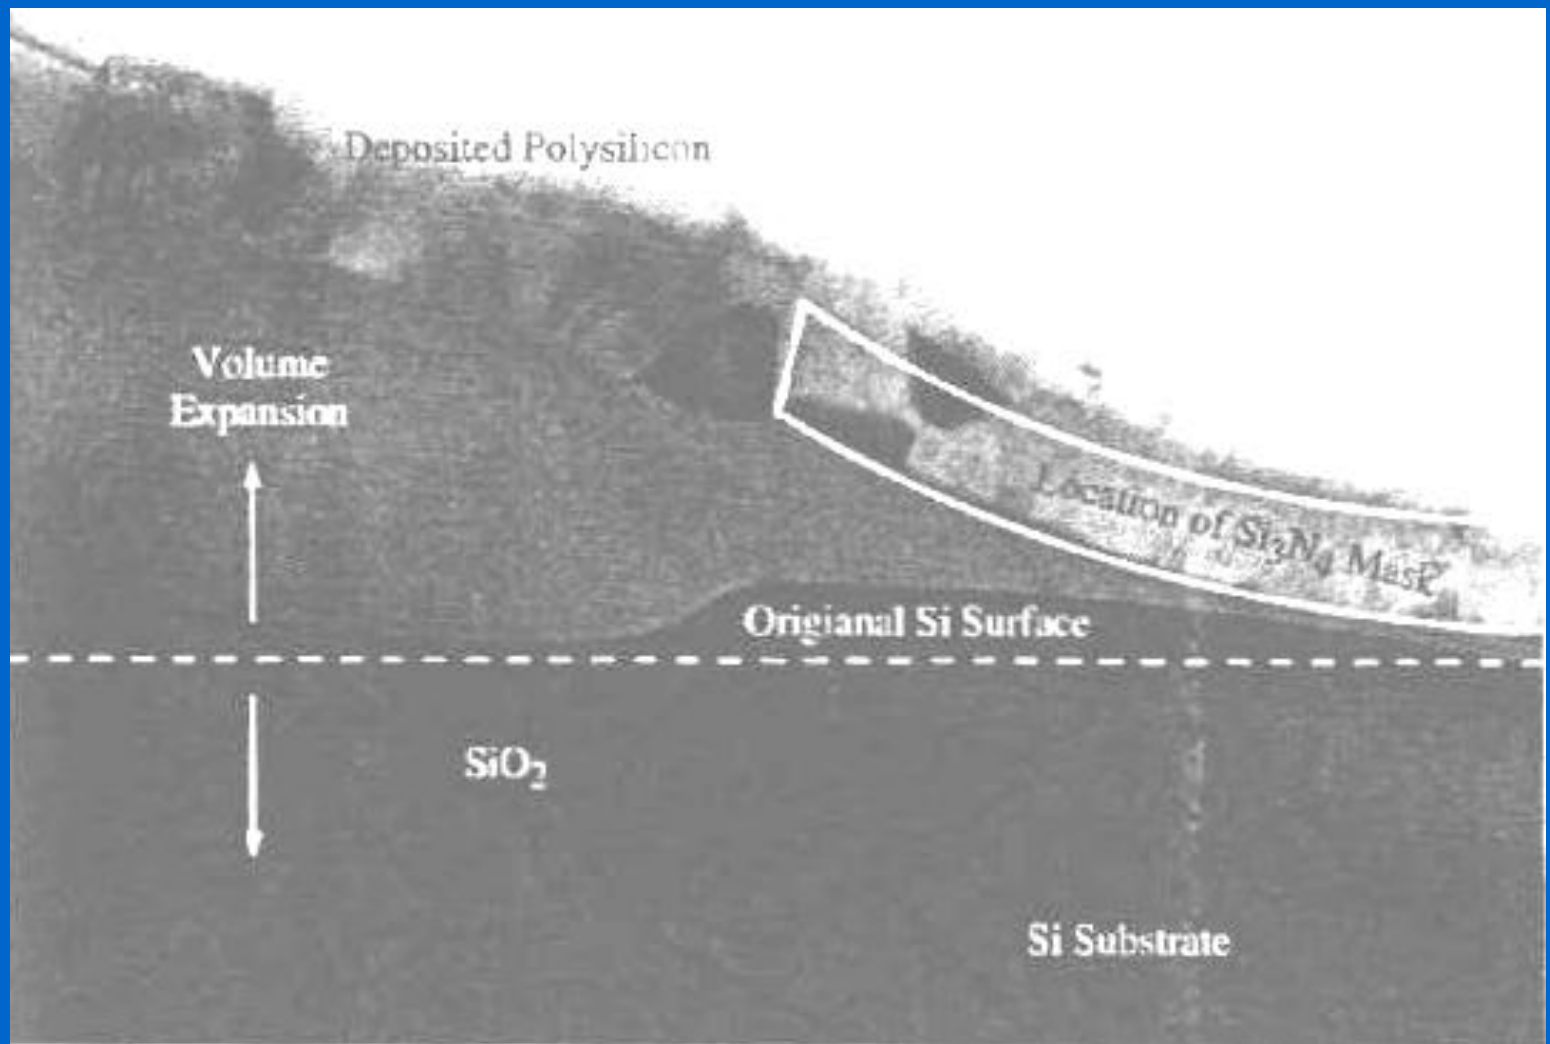 Deposited Polysilicon
Volume
Expansion
Location of Si₃N₄ Mask
Origianal Si Surface
SiO₂
Si Substrate